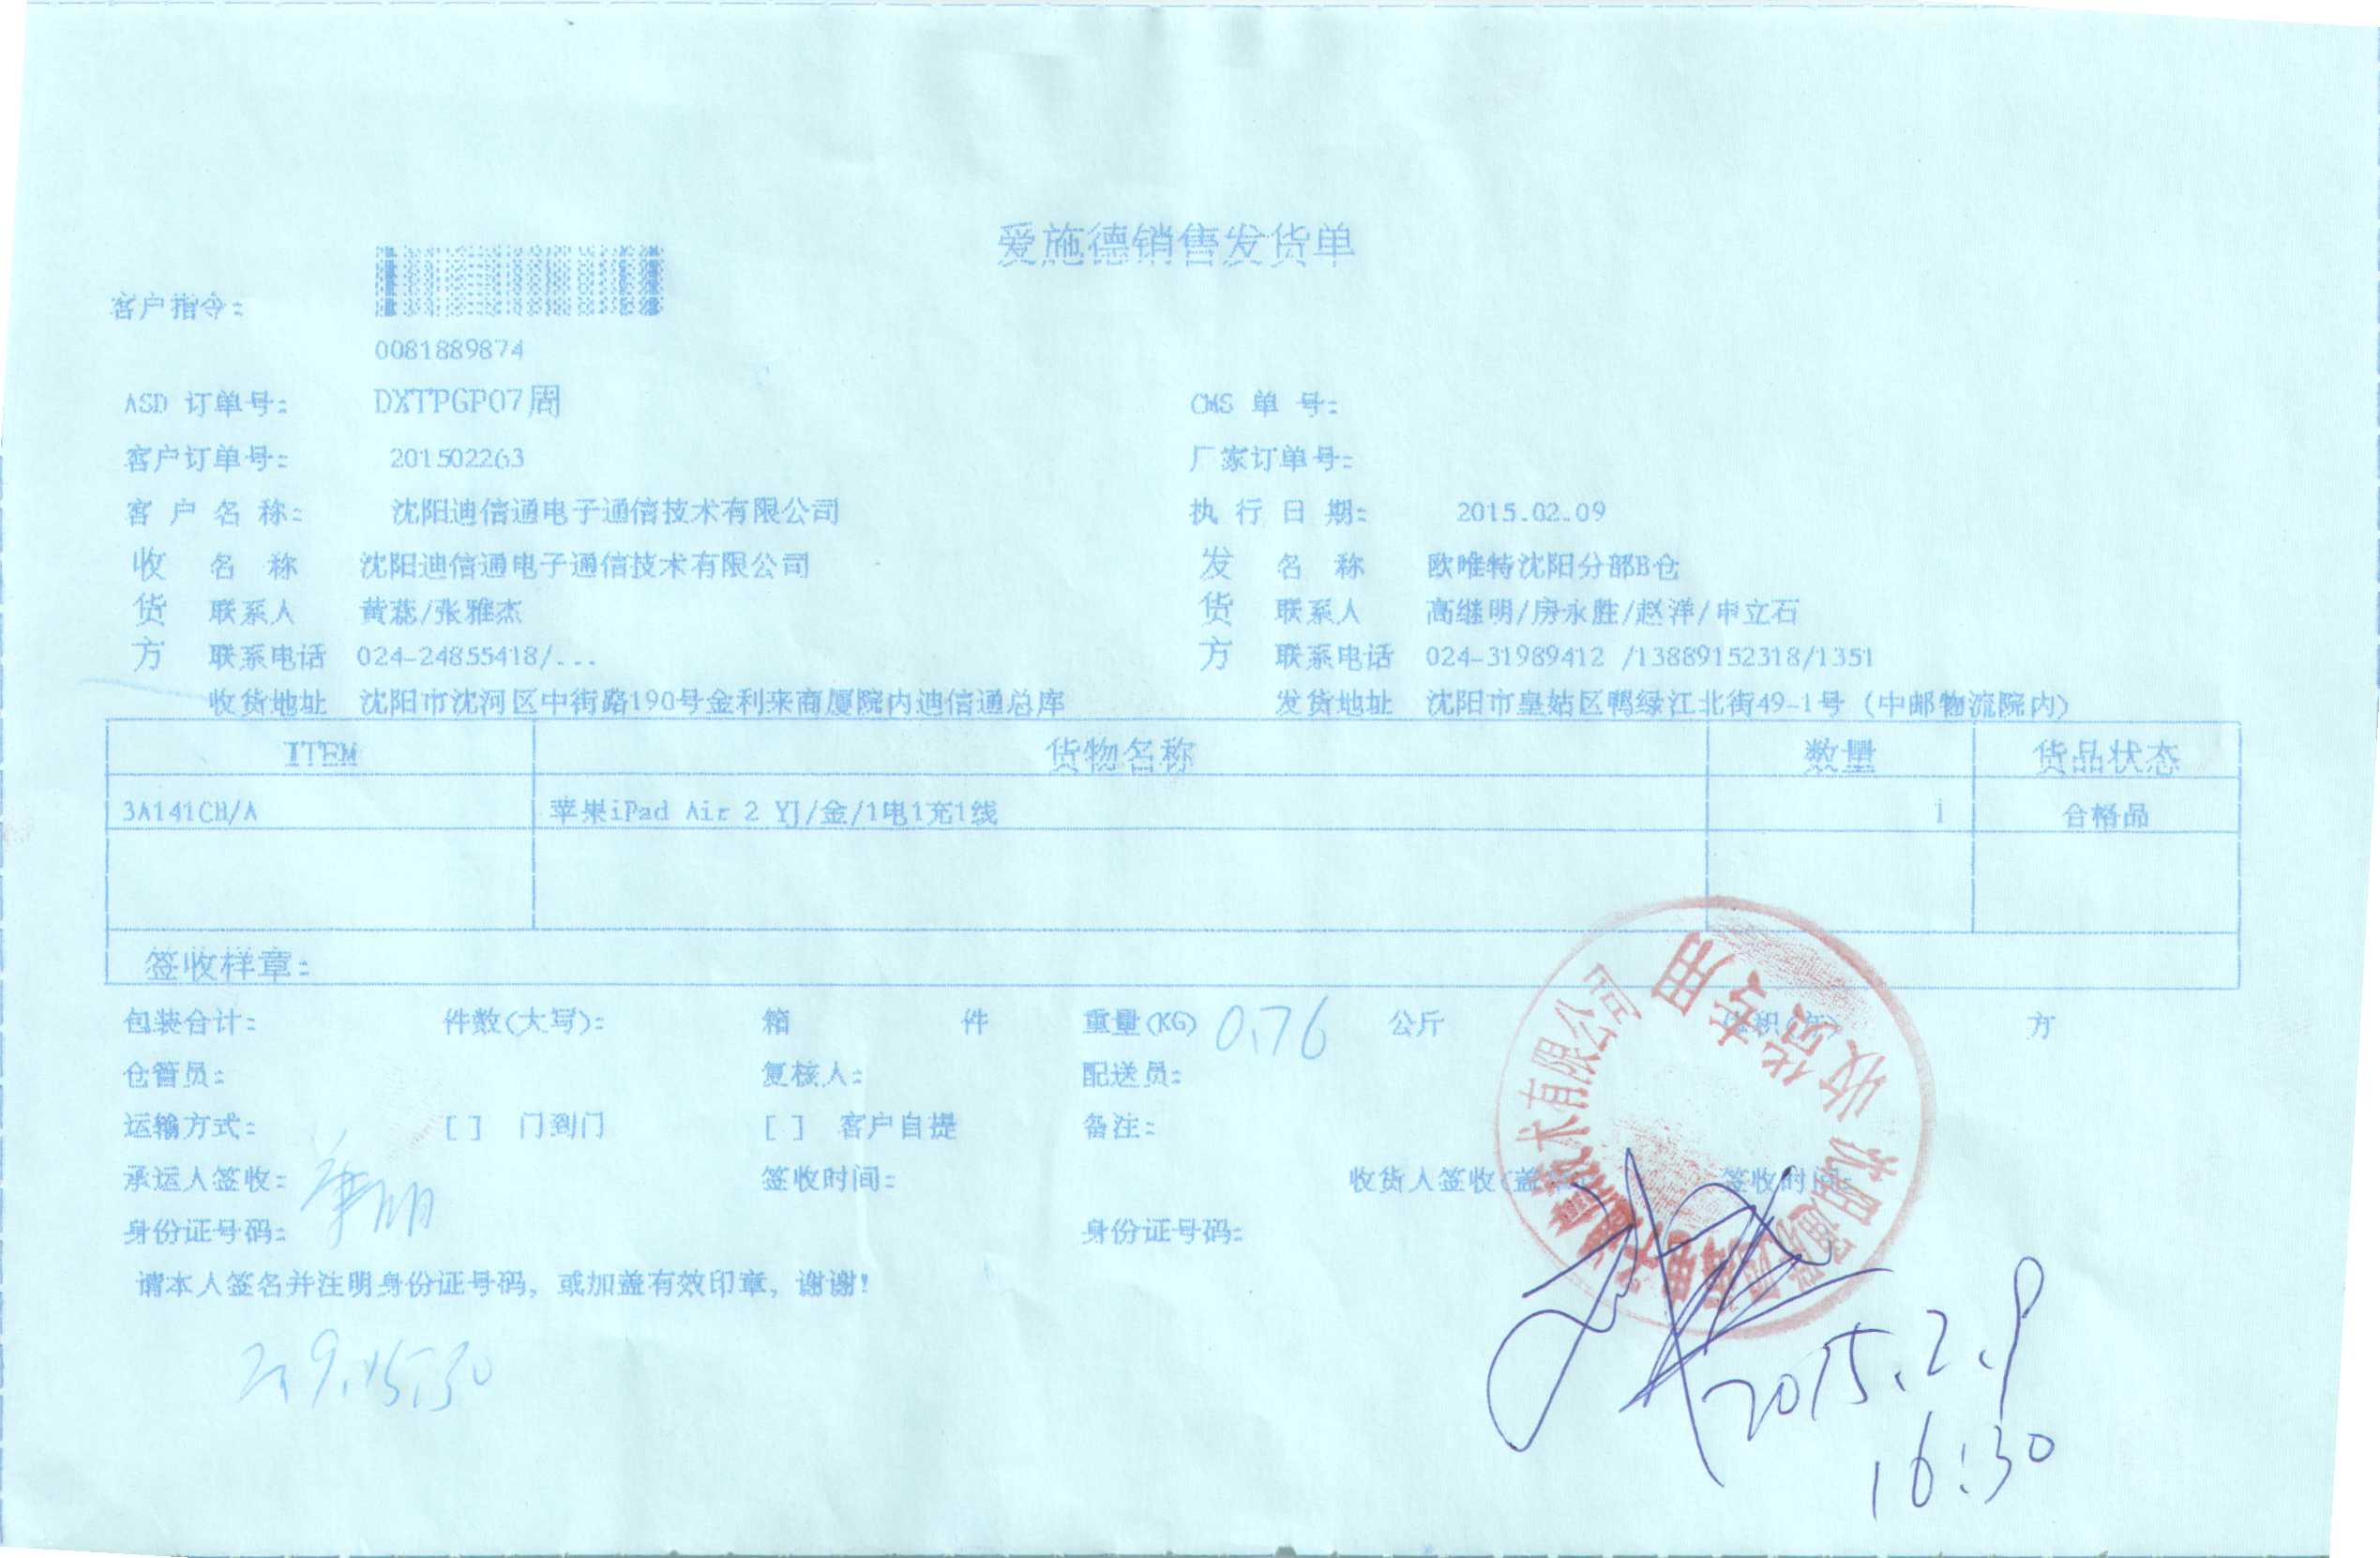 爱施德销售发货单
客户指令：
0081889874
ASD 订单号： DXTPGP07周 CMS 单 号：
客户订单号： 201502263 厂家订单号：
客 户 名 称： 沈阳迪信通电子通信技术有限公司 执 行 日 期： 2015.02.09
收 名 称 沈阳迪信通电子通信技术有限公司 发 名 称 欧唯特沈阳分部B仓
货 联系人 黄蕊/张雅杰 货 联系人 高继明/房永胜/赵洋/申立石
方 联系电话 024-24855418/... 方 联系电话 024-31989412 /13889152318/1351
收货地址 沈阳市沈河区中街路190号金利来商厦院内迪信通总库 发货地址 沈阳市皇姑区鸭绿江北街49-1号（中邮物流院内）
ITEM 货物名称 数量 货品状态
3A141CH/A 苹果iPad Air 2 YJ/金/1电1充1线 1 合格品
签收样章：
包装合计： 件数(大写)： 箱 件 重量(KG) 0.76 公斤 方
仓管员： 复核人： 配送员：
运输方式： [ ] 门到门 [ ] 客户自提 备注：
承运人签收： 签收时间： 收货人签收(盖 签收时间：
身份证号码： 身份证号码：
请本人签名并注明身份证号码，或加盖有效印章，谢谢！
2.9.15:30
2015.2.9
16:30
收货专用